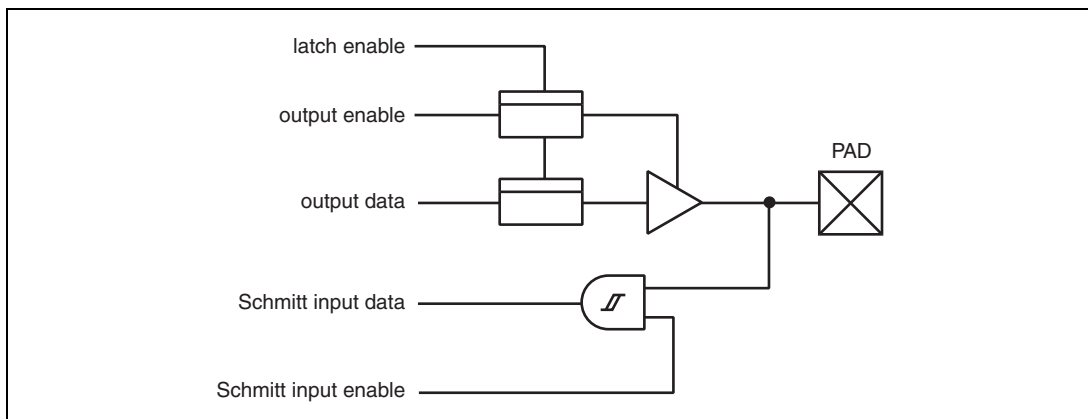 latch enable
output enable
PAD
output data
Schmitt input data
Schmitt input enable